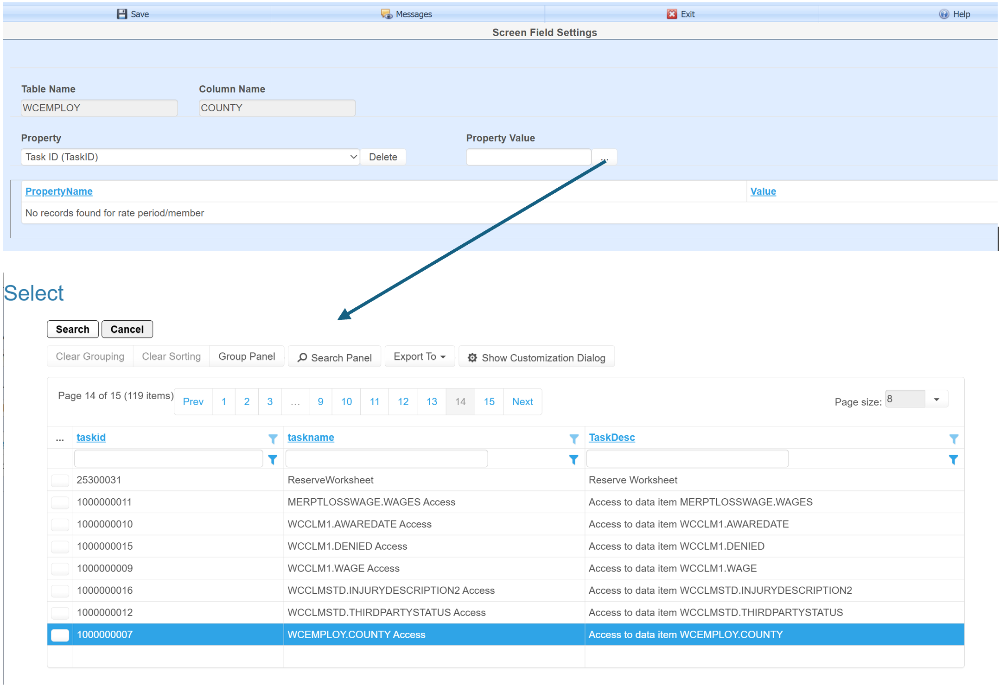 Save Messages Exit Help
Screen Field Settings
Table Name Column Name
WCEMPLOY COUNTY
Property Property Value
Task ID (TaskID) Delete ...
PropertyName Value
No records found for rate period/member
Select
Search Cancel
Clear Grouping Clear Sorting Group Panel Search Panel Export To Show Customization Dialog
Page 14 of 15 (119 items) Prev 1 2 3 ... 9 10 11 12 13 14 15 Next Page size: 8
... taskid taskname TaskDesc
25300031 ReserveWorksheet Reserve Worksheet
1000000011 MERPTLOSSWAGE.WAGES Access Access to data item MERPTLOSSWAGE.WAGES
1000000010 WCCLM1.AWAREDATE Access Access to data item WCCLM1.AWAREDATE
1000000015 WCCLM1.DENIED Access Access to data item WCCLM1.DENIED
1000000009 WCCLM1.WAGE Access Access to data item WCCLM1.WAGE
1000000016 WCCLMSTD.INJURYDESCRIPTION2 Access Access to data item WCCLMSTD.INJURYDESCRIPTION2
1000000012 WCCLMSTD.THIRDPARTYSTATUS Access Access to data item WCCLMSTD.THIRDPARTYSTATUS
1000000007 WCEMPLOY.COUNTY Access Access to data item WCEMPLOY.COUNTY